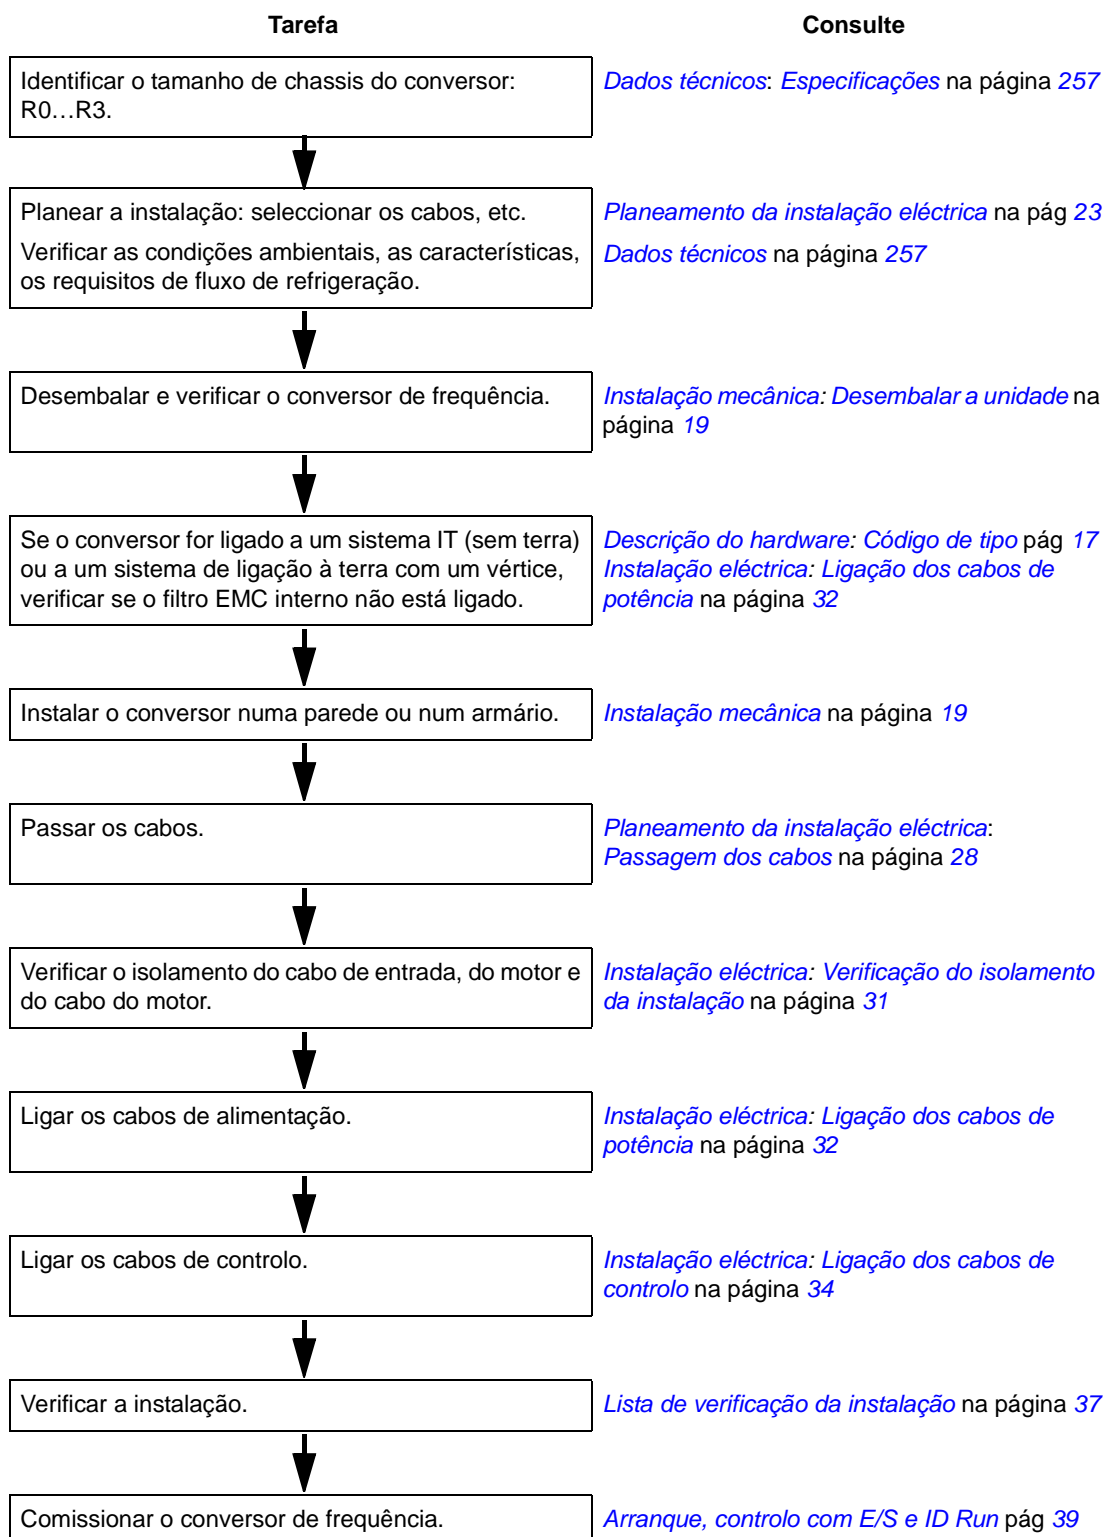 Tarefa
Consulte
Identificar o tamanho de chassis do conversor:
R0…R3.
Dados técnicos: Especificações na página 257
Planear a instalação: seleccionar os cabos, etc.
Verificar as condições ambientais, as características,
os requisitos de fluxo de refrigeração.
Planeamento da instalação eléctrica na pág 23
Dados técnicos na página 257
Desembalar e verificar o conversor de frequência.
Instalação mecânica: Desembalar a unidade na
página 19
Se o conversor for ligado a um sistema IT (sem terra)
ou a um sistema de ligação à terra com um vértice,
verificar se o filtro EMC interno não está ligado.
Descrição do hardware: Código de tipo pág 17
Instalação eléctrica: Ligação dos cabos de
potência na página 32
Instalar o conversor numa parede ou num armário.
Instalação mecânica na página 19
Passar os cabos.
Planeamento da instalação eléctrica:
Passagem dos cabos na página 28
Verificar o isolamento do cabo de entrada, do motor e
do cabo do motor.
Instalação eléctrica: Verificação do isolamento
da instalação na página 31
Ligar os cabos de alimentação.
Instalação eléctrica: Ligação dos cabos de
potência na página 32
Ligar os cabos de controlo.
Instalação eléctrica: Ligação dos cabos de
controlo na página 34
Verificar a instalação.
Lista de verificação da instalação na página 37
Comissionar o conversor de frequência.
Arranque, controlo com E/S e ID Run pág 39